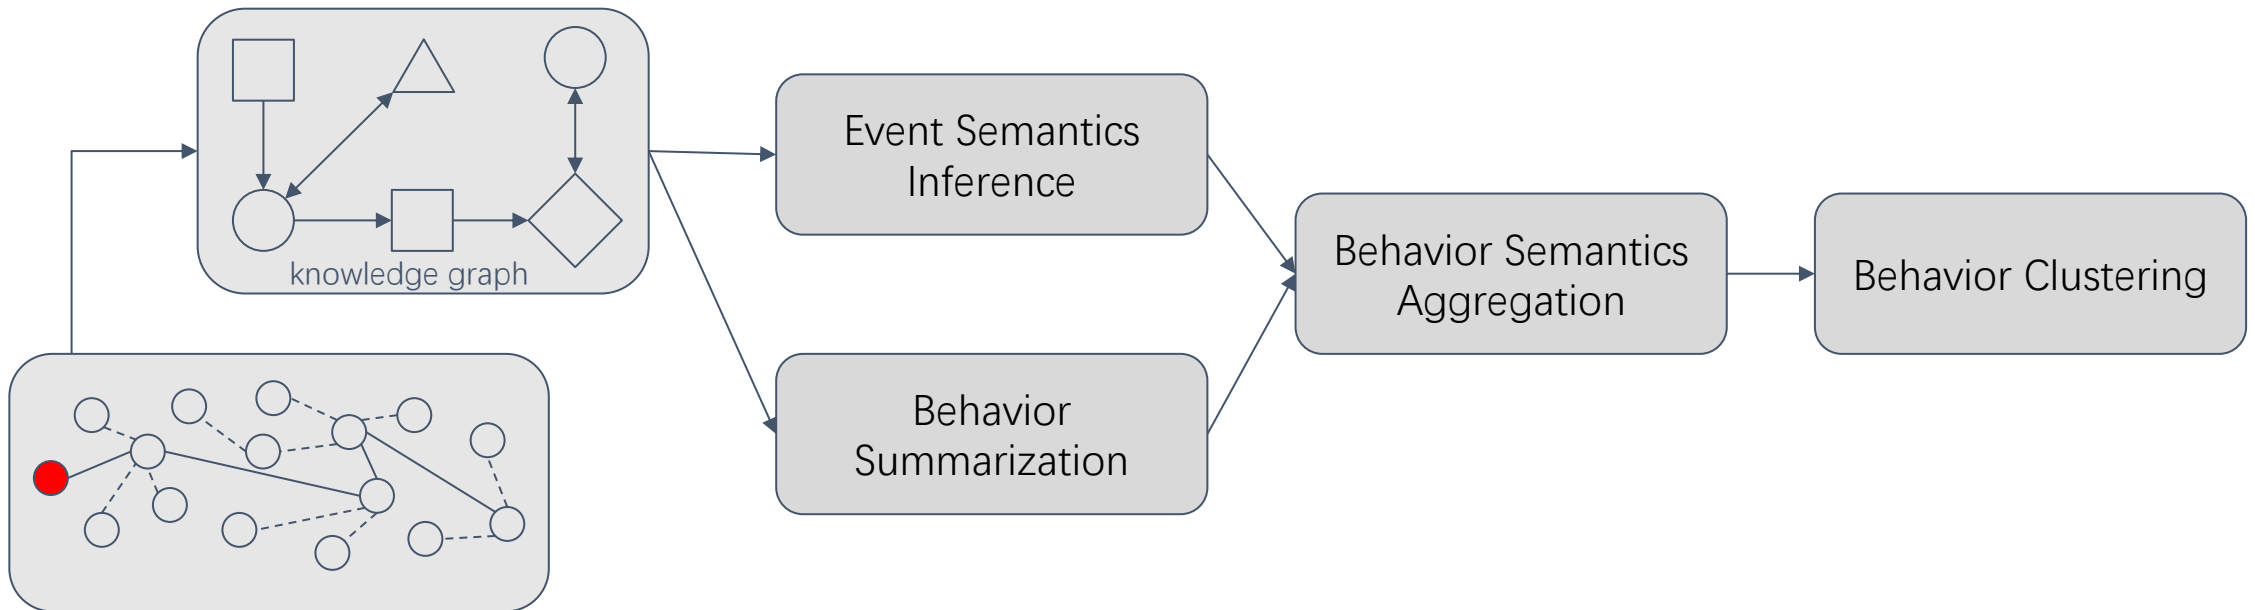 knowledge graph
Event Semantics
Inference
Behavior
Summarization
Behavior Semantics
Aggregation
Behavior Clustering